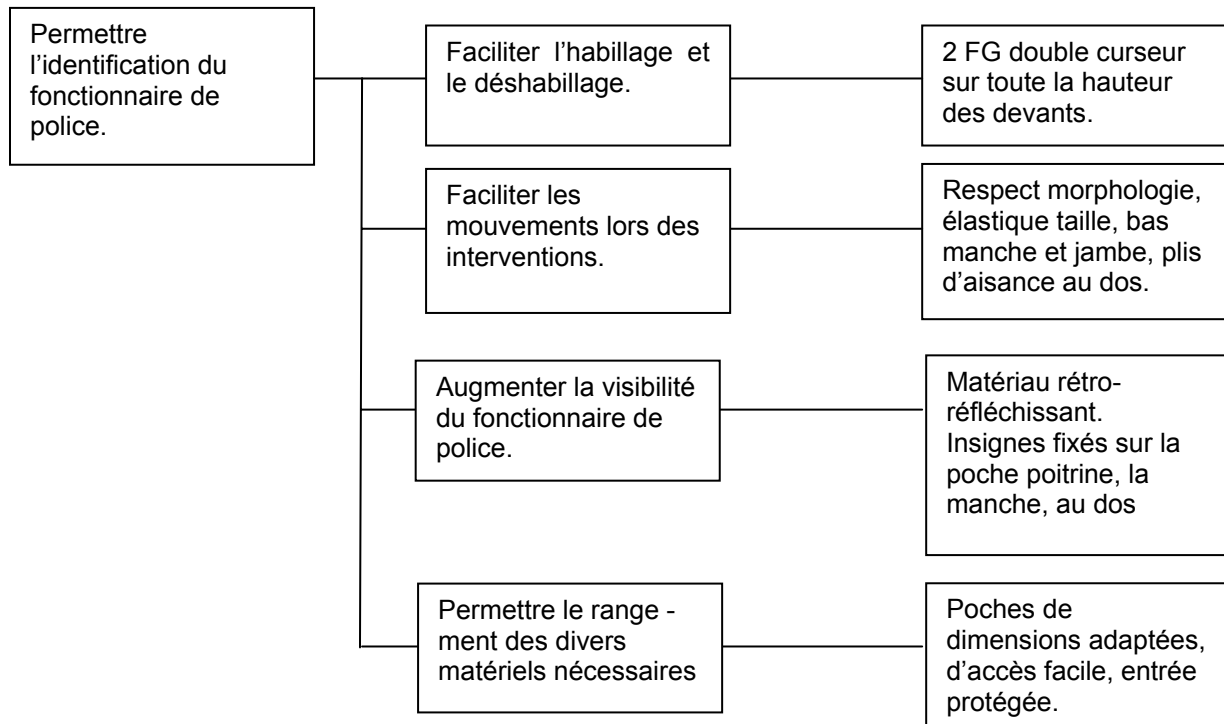 Permettre
l'identification du
fonctionnaire de
police.
Faciliter l'habillage et
le déshabillage.
2 FG double curseur
sur toute la hauteur
des devants.
Faciliter les
mouvements lors des
interventions.
Respect morphologie,
élastique taille, bas
manche et jambe, plis
d'aisance au dos.
Augmenter la visibilité
du fonctionnaire de
police.
Matériau rétro-
réfléchissant.
Insignes fixés sur la
poche poitrine, la
manche, au dos
Permettre le range -
ment des divers
matériels nécessaires
Poches de
dimensions adaptées,
d'accès facile, entrée
protégée.